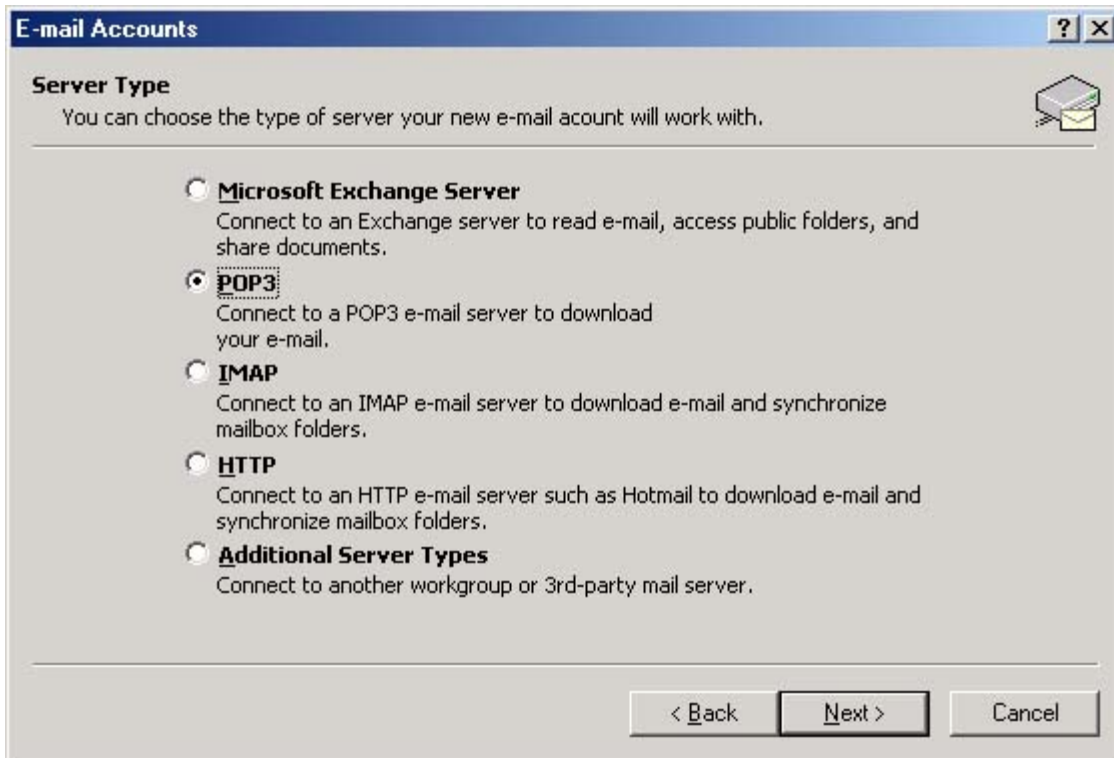 E-mail Accounts
Server Type
You can choose the type of server your new e-mail acount will work with.
Microsoft Exchange Server
Connect to an Exchange server to read e-mail, access public folders, and
share documents.
POP3
Connect to a POP3 e-mail server to download
your e-mail.
IMAP
Connect to an IMAP e-mail server to download e-mail and synchronize
mailbox folders.
HTTP
Connect to an HTTP e-mail server such as Hotmail to download e-mail and
synchronize mailbox folders.
Additional Server Types
Connect to another workgroup or 3rd-party mail server.
< Back Next > Cancel